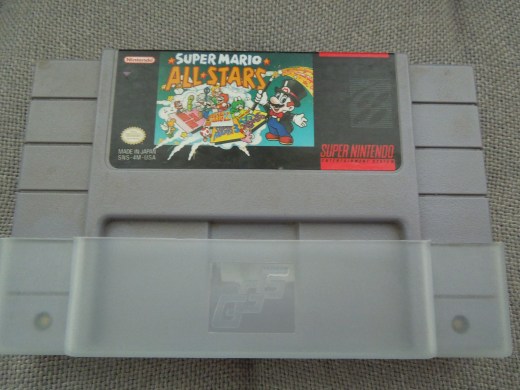 Nintendo
SUPER MARIO
ALL·STARS
MADE IN JAPAN
SNS-4M-USA
SUPER NINTENDO
ENTERTAINMENT SYSTEM